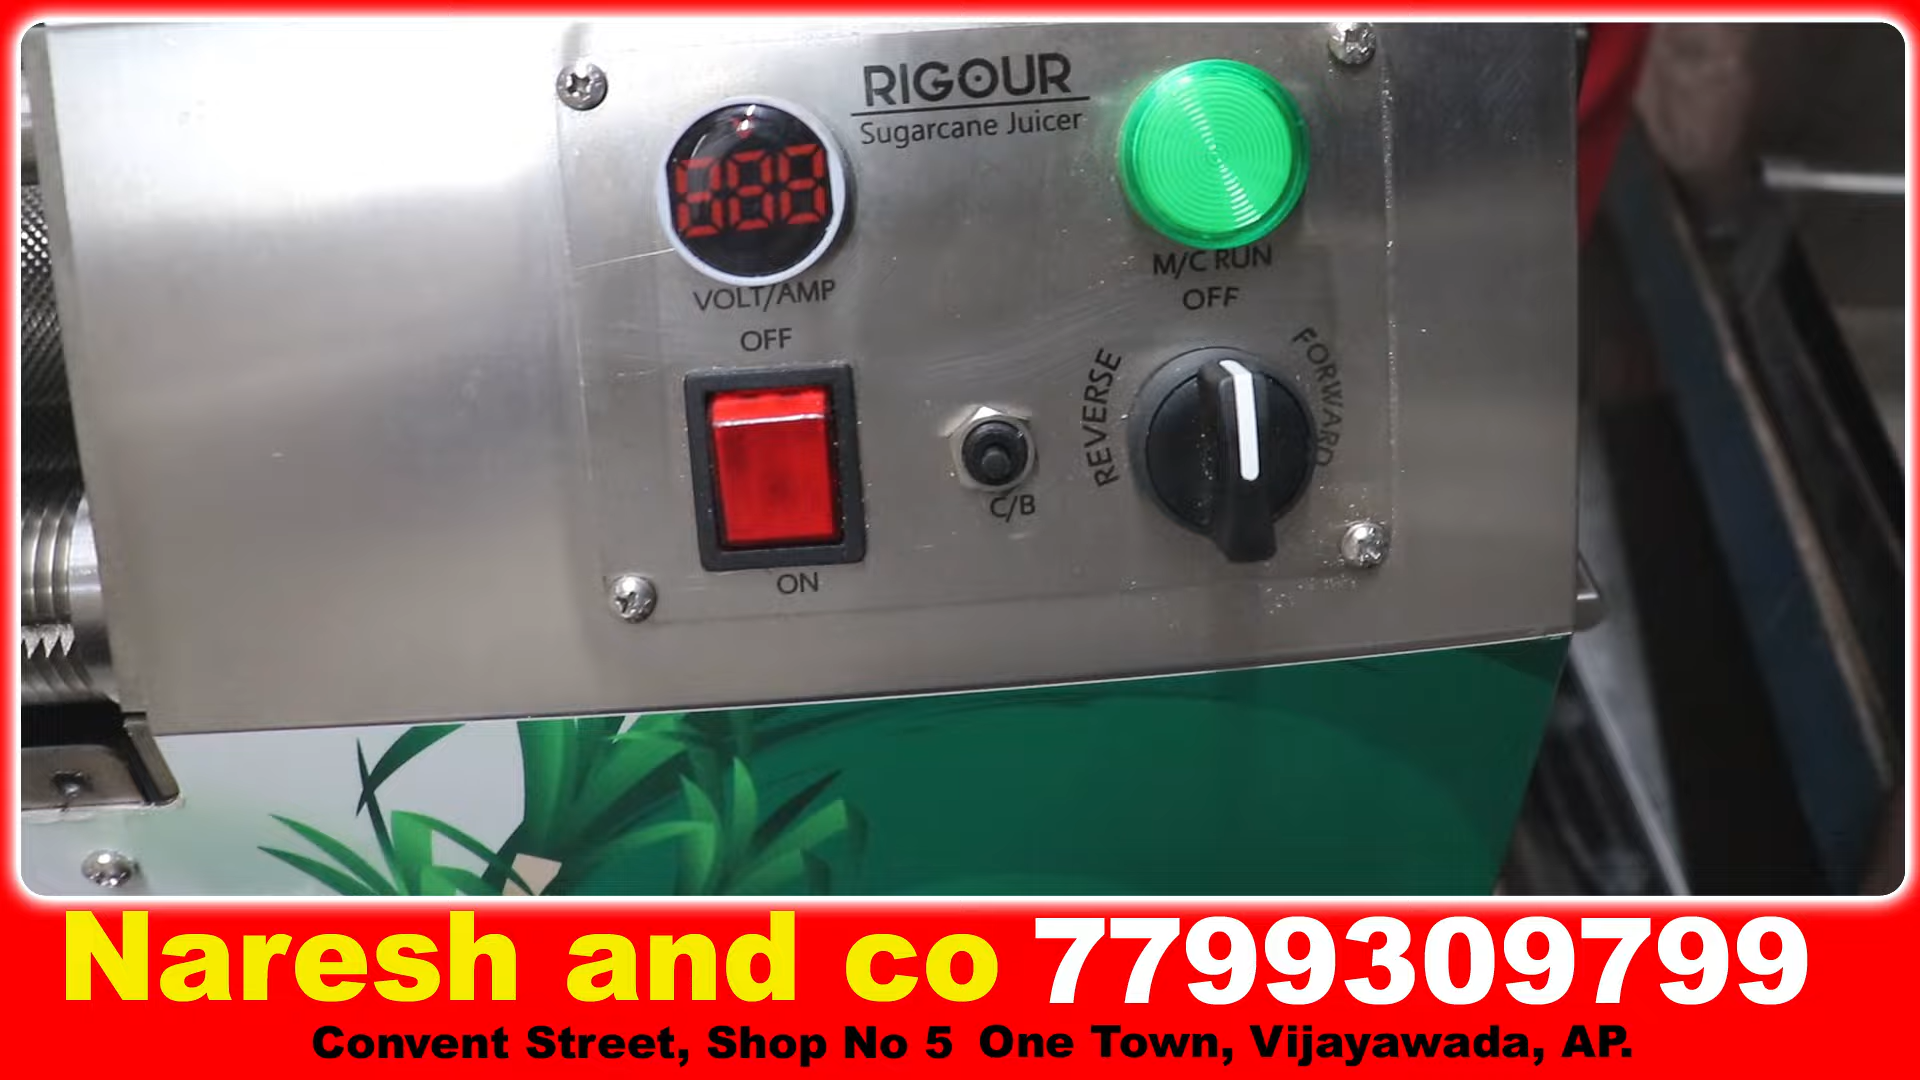 RIGOUR
Sugarcane Juicer
VOLT/AMP
OFF
ON
C/B
M/C RUN
OFF
REVERSE
FORWARD
Naresh and co 7799309799
Convent Street, Shop No 5 One Town, Vijayawada, AP.